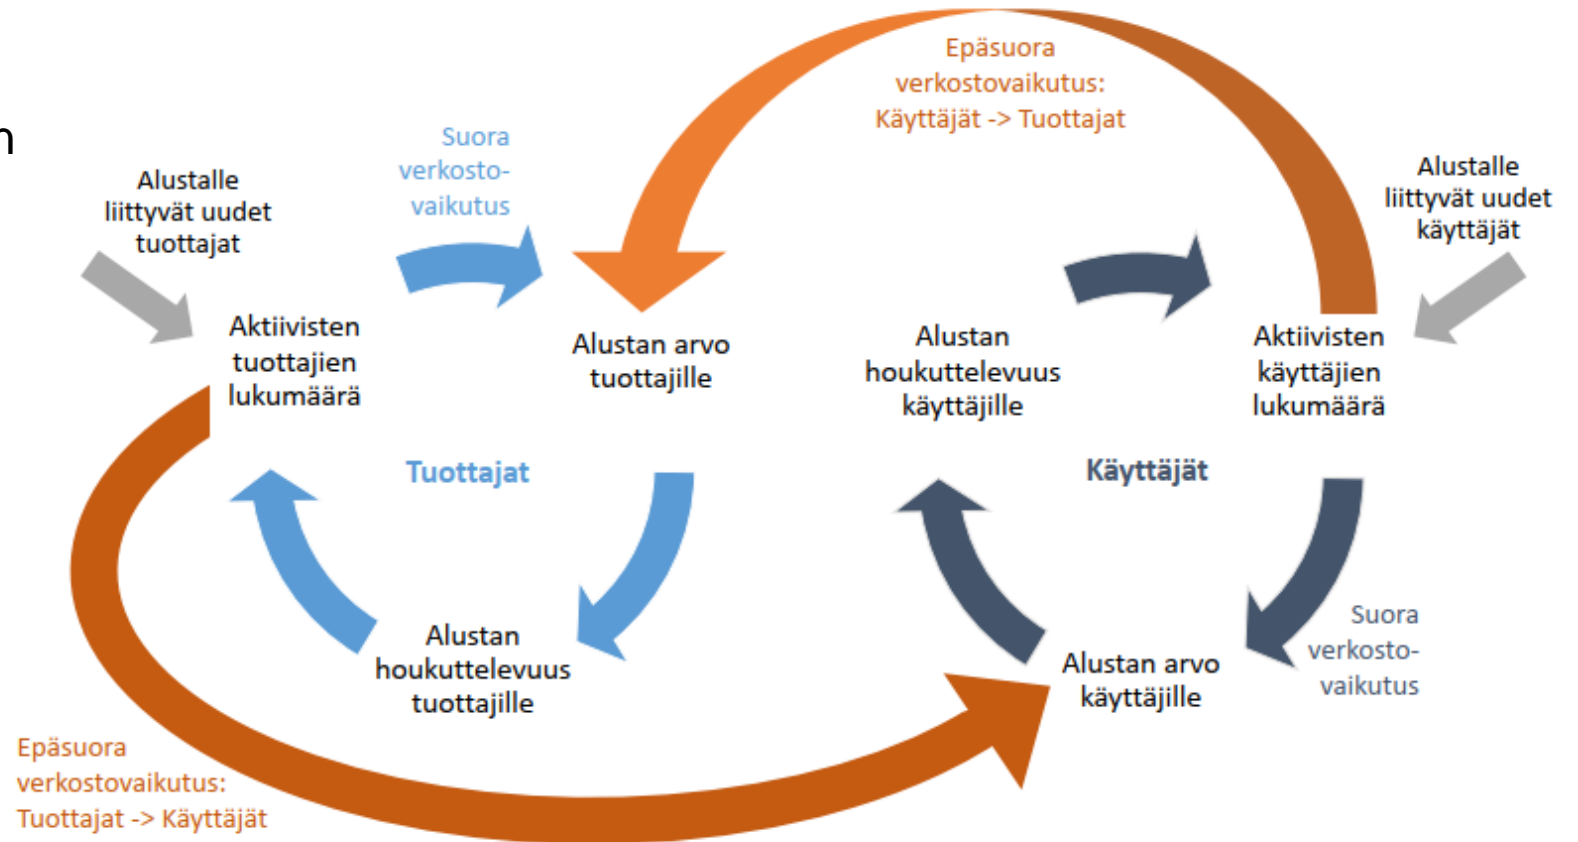 n
Epäsuora
verkostovaikutus:
Käyttäjät -> Tuottajat
Suora
verkosto-
vaikutus
Alustalle
liittyvät uudet
tuottajat
Alustalle
liittyvät uudet
käyttäjät
Aktiivisten
tuottajien
lukumäärä
Alustan arvo
tuottajille
Alustan
houkuttelevuus
käyttäjille
Aktiivisten
käyttäjien
lukumäärä
Tuottajat
Käyttäjät
Alustan
houkuttelevuus
tuottajille
Alustan arvo
käyttäjille
Suora
verkosto-
vaikutus
Epäsuora
verkostovaikutus:
Tuottajat -> Käyttäjät